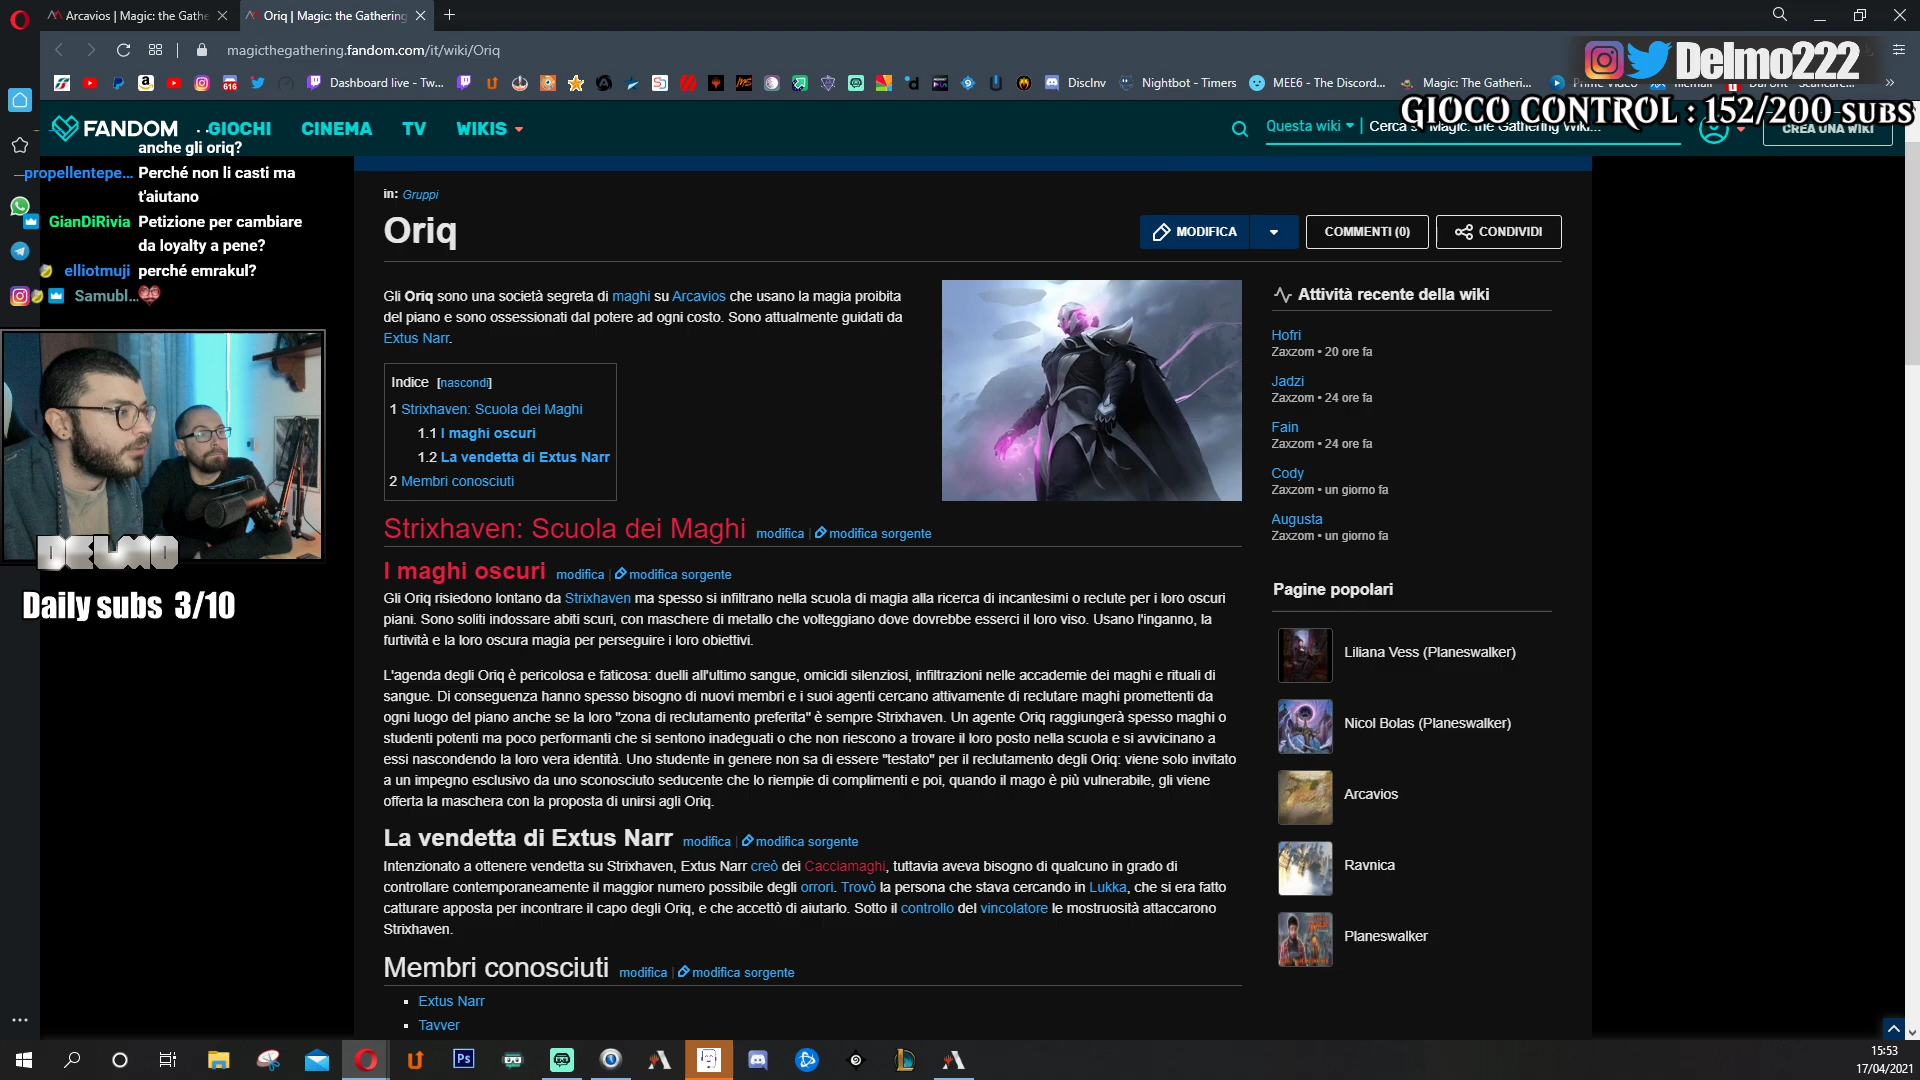 Arcavios | Magic: the Gathe
Oriq | Magic: the Gathering
magicthegathering.fandom.com/it/wiki/Oriq
Delmo222
Dashboard live - Tw...
DiscInv
Nightbot - Timers
MEE6 - The Discord...
Magic: The Gatheri...
GIOCO CONTROL : 152/200 SUBS
FANDOM
GIOCHI
CINEMA
TV
WIKIS
Questa wiki
CREA UNA WIKI
anche gli oriq?
propellentepe... Perché non li casti ma
t'aiutano
GianDiRivia Petizione per cambiare
da loyalty a pene?
elliotmuji perché emrakul?
Samubl...
DELMO
Daily subs 3/10
in: Gruppi
Oriq
MODIFICA
COMMENTI (0)
CONDIVIDI
Gli Oriq sono una società segreta di maghi su Arcavios che usano la magia proibita
del piano e sono ossessionati dal potere ad ogni costo. Sono attualmente guidati da
Extus Narr.
Indice [nascondi]
1 Strixhaven: Scuola dei Maghi
1.1 I maghi oscuri
1.2 La vendetta di Extus Narr
2 Membri conosciuti
Strixhaven: Scuola dei Maghi modifica | modifica sorgente
I maghi oscuri modifica | modifica sorgente
Gli Oriq risiedono lontano da Strixhaven ma spesso si infiltrano nella scuola di magia alla ricerca di incantesimi o reclute per i loro oscuri
piani. Sono soliti indossare abiti scuri, con maschere di metallo che volteggiano dove dovrebbe esserci il loro viso. Usano l'inganno, la
furtività e la loro oscura magia per perseguire i loro obiettivi.
L'agenda degli Oriq è pericolosa e faticosa: duelli all'ultimo sangue, omicidi silenziosi, infiltrazioni nelle accademie dei maghi e rituali di
sangue. Di conseguenza hanno spesso bisogno di nuovi membri e i suoi agenti cercano attivamente di reclutare maghi promettenti da
ogni luogo del piano anche se la loro "zona di reclutamento preferita" è sempre Strixhaven. Un agente Oriq raggiungerà spesso maghi o
studenti potenti ma poco performanti che si sentono inadeguati o che non riescono a trovare il loro posto nella scuola e si avvicinano a
essi nascondendo la loro vera identità. Uno studente in genere non sa di essere "testato" per il reclutamento degli Oriq: viene solo invitato
a un impegno esclusivo da uno sconosciuto seducente che lo riempie di complimenti e poi, quando il mago è più vulnerabile, gli viene
offerta la maschera con la proposta di unirsi agli Oriq.
La vendetta di Extus Narr modifica | modifica sorgente
Intenzionato a ottenere vendetta su Strixhaven, Extus Narr creò dei Cacciamaghi, tuttavia aveva bisogno di qualcuno in grado di
controllare contemporaneamente il maggior numero possibile degli orrori. Trovò la persona che stava cercando in Lukka, che si era fatto
catturare apposta per incontrare il capo degli Oriq, e che accettò di aiutarlo. Sotto il controllo del vincolatore le mostruosità attaccarono
Strixhaven.
Membri conosciuti modifica | modifica sorgente
Extus Narr
Tavver
Attività recente della wiki
Hofri
Zaxzom • 20 ore fa
Jadzi
Zaxzom • 24 ore fa
Fain
Zaxzom • 24 ore fa
Cody
Zaxzom • un giorno fa
Augusta
Zaxzom • un giorno fa
Pagine popolari
Liliana Vess (Planeswalker)
Nicol Bolas (Planeswalker)
Arcavios
Ravnica
Planeswalker
15:53
17/04/2021